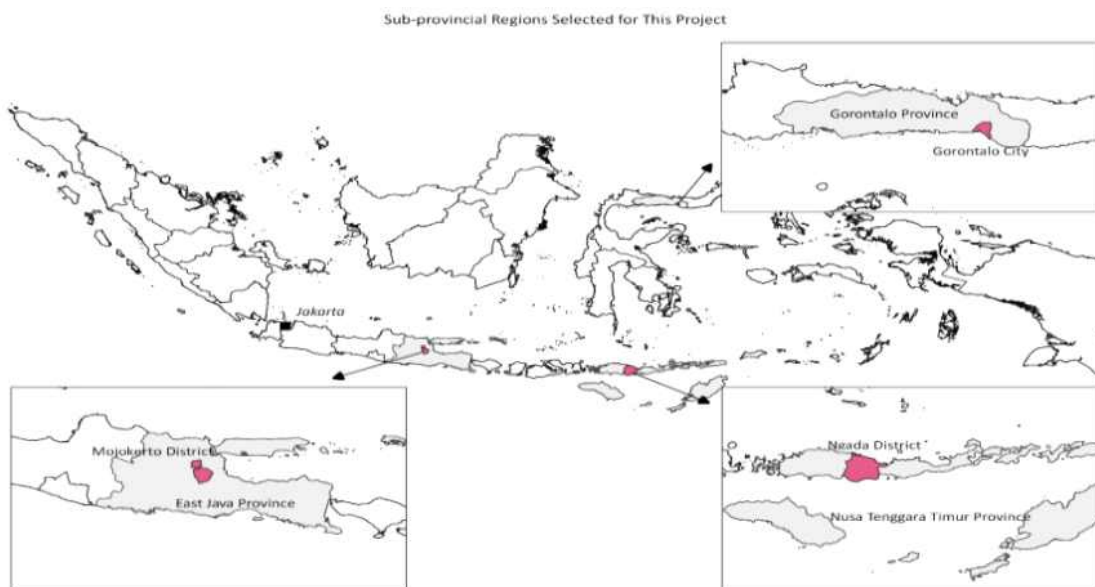 Sub-provincial Regions Selected for This Project
Gorontalo Province
Gorontalo City
Jakarta
Mojokerto District
East Java Province
Ngada District
Nusa Tenggara Timur Province